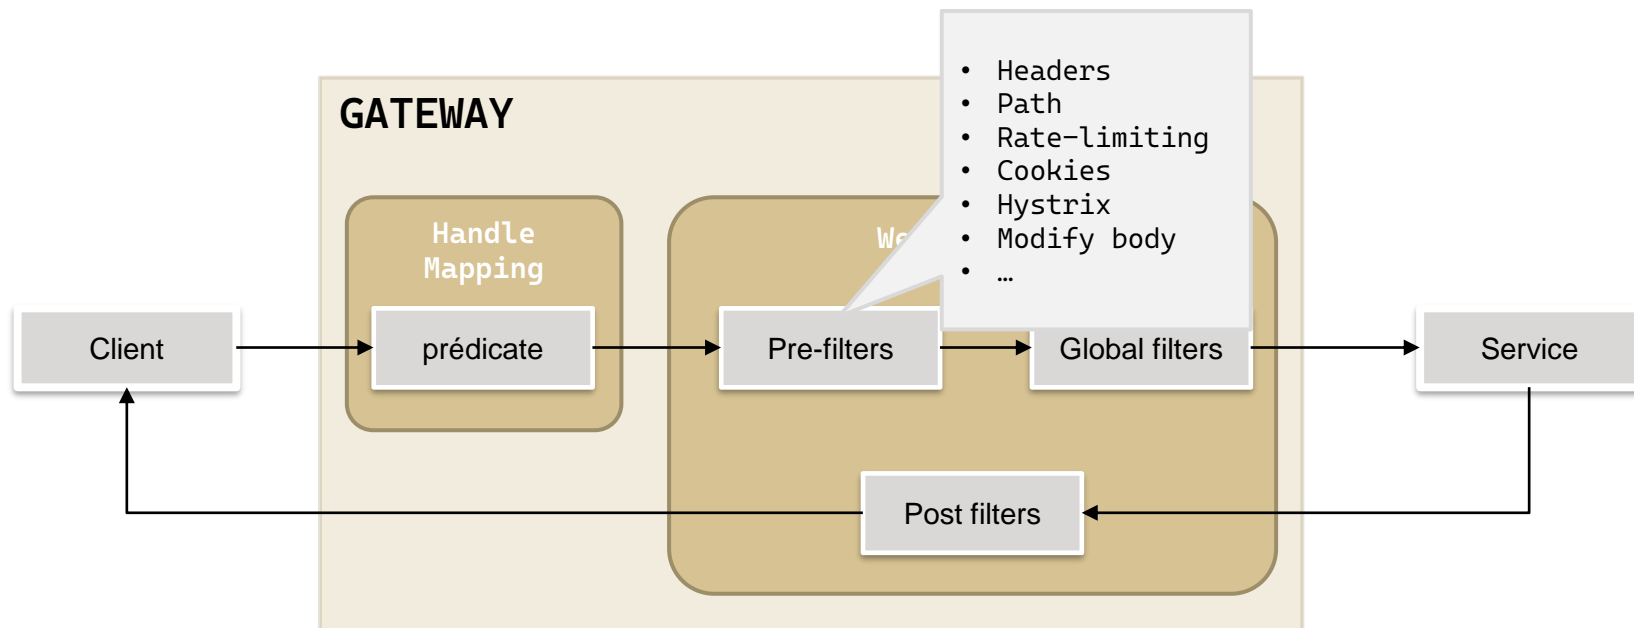 GATEWAY
• Headers
• Path
• Rate-limiting
• Cookies
• Hystrix
• Modify body
• …
Handle
Mapping
Client
prédicate
Pre-filters
Global filters
Service
Post filters